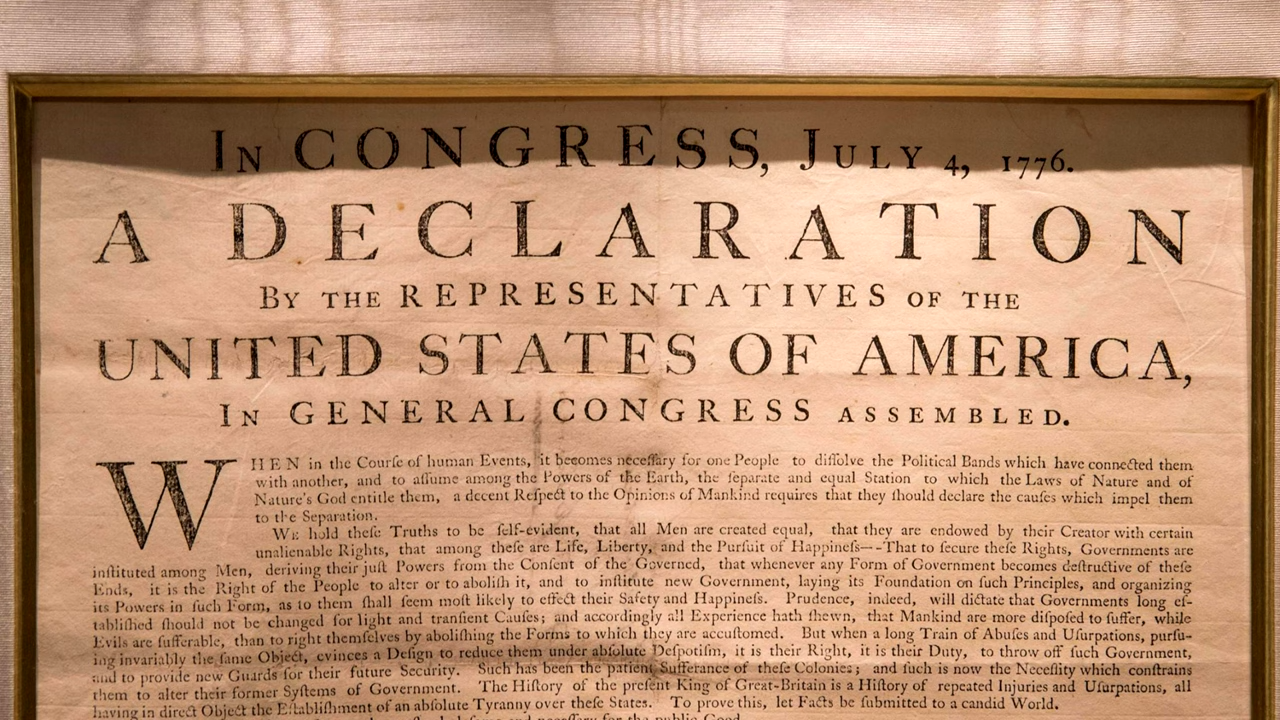 In CONGRESS, July 4, 1776.
A DECLARATION
By the REPRESENTATIVES of the
UNITED STATES OF AMERICA,
In GENERAL CONGRESS assembled.
WHEN in the Courſe of human Events, it becomes neceſſary for one People to diſſolve the Political Bands which have connected them
with another, and to aſſume among the Powers of the Earth, the ſeparate and equal Station to which the Laws of Nature and of
Nature's God entitle them, a decent Reſpect to the Opinions of Mankind requires that they ſhould declare the cauſes which impel them
to the Separation.
We hold theſe Truths to be ſelf-evident, that all Men are created equal, that they are endowed by their Creator with certain
unalienable Rights, that among theſe are Life, Liberty, and the Purſuit of Happineſs--That to ſecure theſe Rights, Governments are
inſtituted among Men, deriving their juſt Powers from the Conſent of the Governed, that whenever any Form of Government becomes deſtructive of theſe
Ends, it is the Right of the People to alter or to aboliſh it, and to inſtitute new Government, laying its Foundation on ſuch Principles, and organizing
its Powers in ſuch Form, as to them ſhall ſeem moſt likely to effect their Safety and Happineſs. Prudence, indeed, will dictate that Governments long eſ-
tabliſhed ſhould not be changed for light and tranſient Cauſes; and accordingly all Experience hath ſhewn, that Mankind are more diſpoſed to ſuffer, while
Evils are ſufferable, than to right themſelves by aboliſhing the Forms to which they are accuſtomed. But when a long Train of Abuſes and Uſurpations, purſu-
ing invariably the ſame Object, evinces a Deſign to reduce them under abſolute Deſpotiſm, it is their Right, it is their Duty, to throw off ſuch Government,
and to provide new Guards for their future Security. Such has been the patient Sufferance of theſe Colonies; and ſuch is now the Neceſſity which conſtrains
them to alter their former Syſtems of Government. The Hiſtory of the preſent King of Great-Britain is a Hiſtory of repeated Injuries and Uſurpations, all
having in direct Object the Eſtabliſhment of an abſolute Tyranny over theſe States. To prove this, let Facts be ſubmitted to a candid World.
and neceſſary for the public Good.